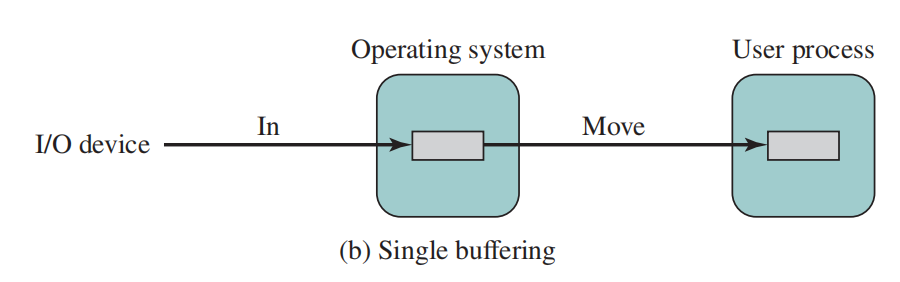 Operating system
User process
In
Move
I/O device
(b) Single buffering